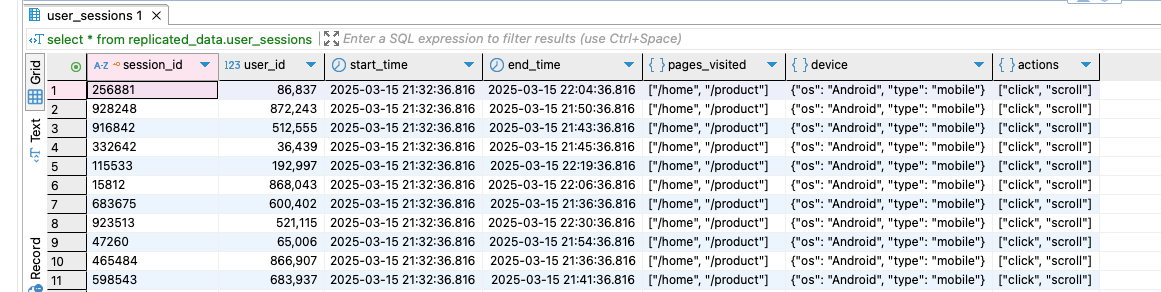 user_sessions 1
select * from replicated_data.user_sessions Enter a SQL expression to filter results (use Ctrl+Space)
Grid
Text
Record
A-Z session_id 123 user_id start_time end_time { } pages_visited { } device { } actions
1 256881 86,837 2025-03-15 21:32:36.816 2025-03-15 22:04:36.816 ["/home", "/product"] {"os": "Android", "type": "mobile"} ["click", "scroll"]
2 928248 872,243 2025-03-15 21:32:36.816 2025-03-15 21:50:36.816 ["/home", "/product"] {"os": "Android", "type": "mobile"} ["click", "scroll"]
3 916842 512,555 2025-03-15 21:32:36.816 2025-03-15 21:43:36.816 ["/home", "/product"] {"os": "Android", "type": "mobile"} ["click", "scroll"]
4 332642 36,439 2025-03-15 21:32:36.816 2025-03-15 21:45:36.816 ["/home", "/product"] {"os": "Android", "type": "mobile"} ["click", "scroll"]
5 115533 192,997 2025-03-15 21:32:36.816 2025-03-15 22:19:36.816 ["/home", "/product"] {"os": "Android", "type": "mobile"} ["click", "scroll"]
6 15812 868,043 2025-03-15 21:32:36.816 2025-03-15 22:06:36.816 ["/home", "/product"] {"os": "Android", "type": "mobile"} ["click", "scroll"]
7 683675 600,402 2025-03-15 21:32:36.816 2025-03-15 21:36:36.816 ["/home", "/product"] {"os": "Android", "type": "mobile"} ["click", "scroll"]
8 923513 521,115 2025-03-15 21:32:36.816 2025-03-15 22:30:36.816 ["/home", "/product"] {"os": "Android", "type": "mobile"} ["click", "scroll"]
9 47260 65,006 2025-03-15 21:32:36.816 2025-03-15 21:54:36.816 ["/home", "/product"] {"os": "Android", "type": "mobile"} ["click", "scroll"]
10 465484 866,907 2025-03-15 21:32:36.816 2025-03-15 21:36:36.816 ["/home", "/product"] {"os": "Android", "type": "mobile"} ["click", "scroll"]
11 598543 683,937 2025-03-15 21:32:36.816 2025-03-15 21:41:36.816 ["/home", "/product"] {"os": "Android", "type": "mobile"} ["click", "scroll"]